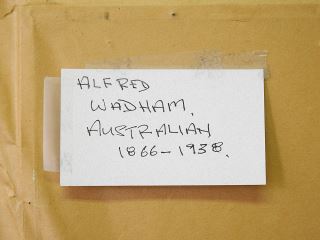 ALFRED
WADHAM.
AUSTRALIAN
1866-1938.